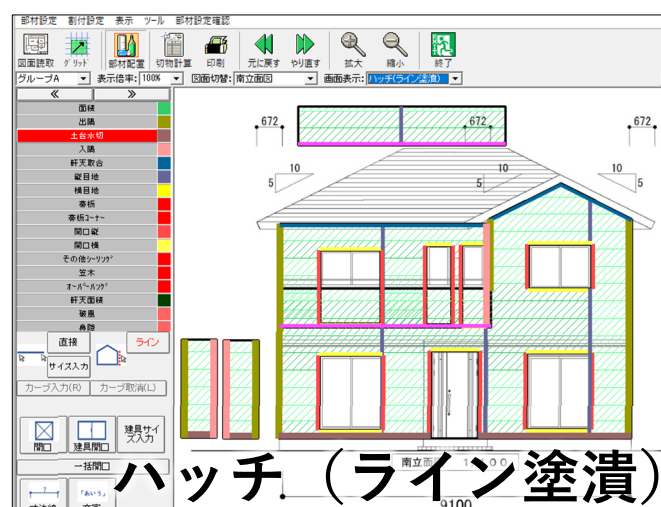 部材設定 割付設定 表示 ツール 部材設定確認
図面読取 グリッド 部材配置 切物計算 印刷 元に戻す やり直す 拡大 縮小 終了
グループA 表示倍率: 100% 図面切替: 南立面図 画面表示: ハッチ(ライン塗潰)
≪ ≫
面積
出隅
土台水切
入隅
軒天取合
縦目地
横目地
幕板
幕板コーナー
開口縦
開口横
その他シーリング
笠木
オーバーハング
軒天面積
破風
鼻隠
直接 ライン
サイズ入力
カーブ入力(R) カーブ取消(L)
開口 建具開口 建具サイズ入力
一括開口
「あいう」
672 672 672
10 10 10
5 5 5
南立面図
ハッチ（ライン塗潰）
9100